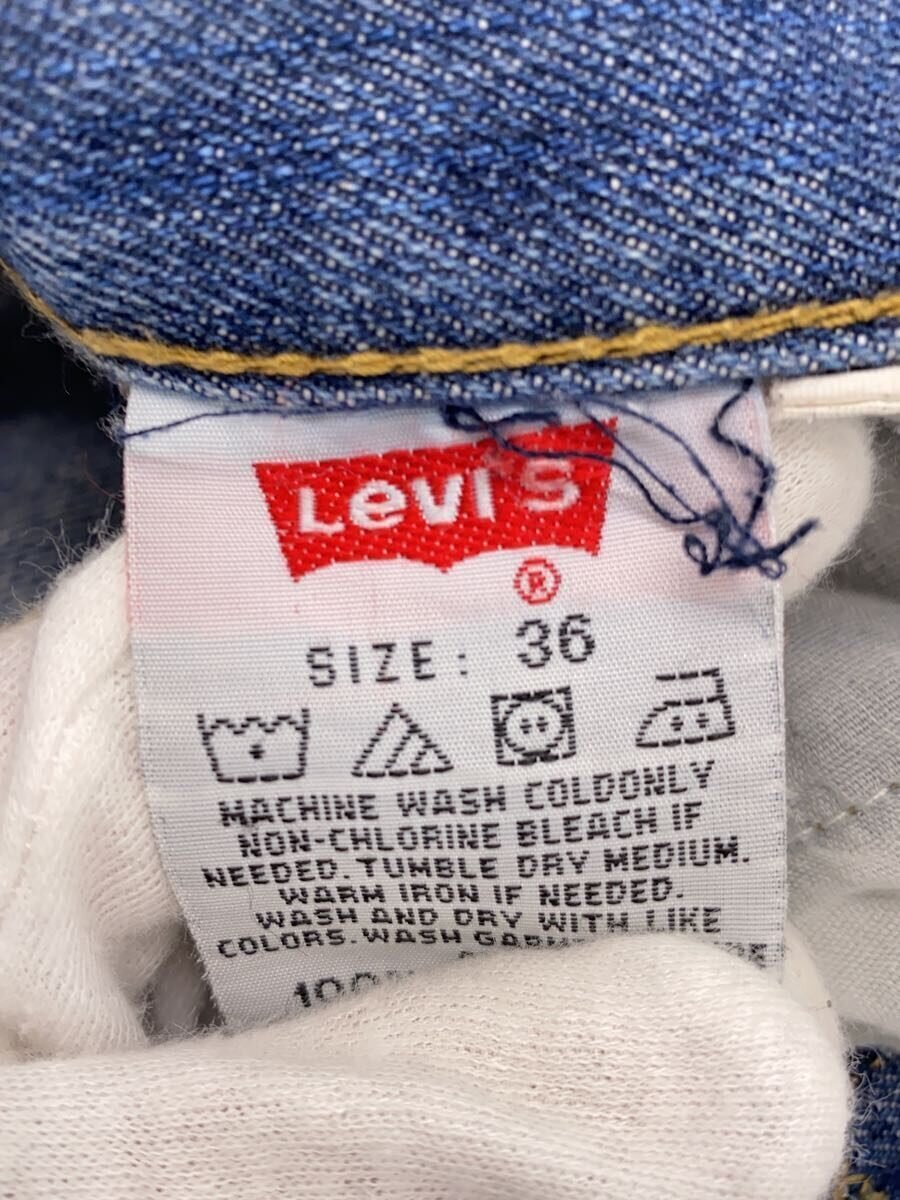 Levi's
®
SIZE: 36
MACHINE WASH COLDONLY
NON-CHLORINE BLEACH IF
NEEDED. TUMBLE DRY MEDIUM.
WARM IRON IF NEEDED.
WASH AND DRY WITH LIKE
COLORS. WASH